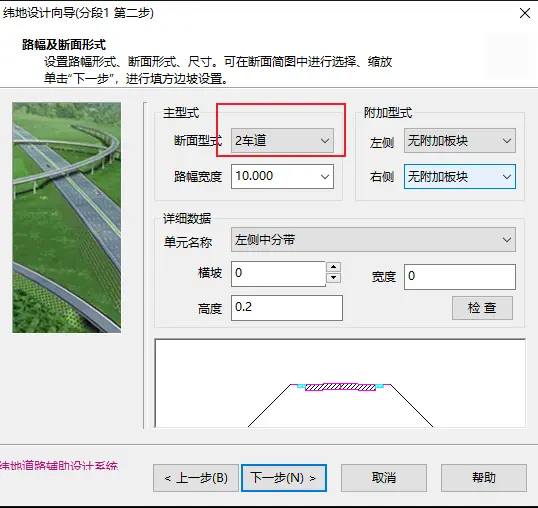 纬地设计向导(分段1 第二步)
路幅及断面形式
设置路幅形式、断面形式、尺寸。可在断面简图中进行选择、缩放
单击"下一步"，进行填方边坡设置。
主型式
附加型式
断面型式 2车道
左侧 无附加板块
路幅宽度 10.000
右侧 无附加板块
详细数据
单元名称 左侧中分带
横坡 0
宽度 0
高度 0.2
检 查
纬地道路辅助设计系统
< 上一步(B)
下一步(N) >
取消
帮助